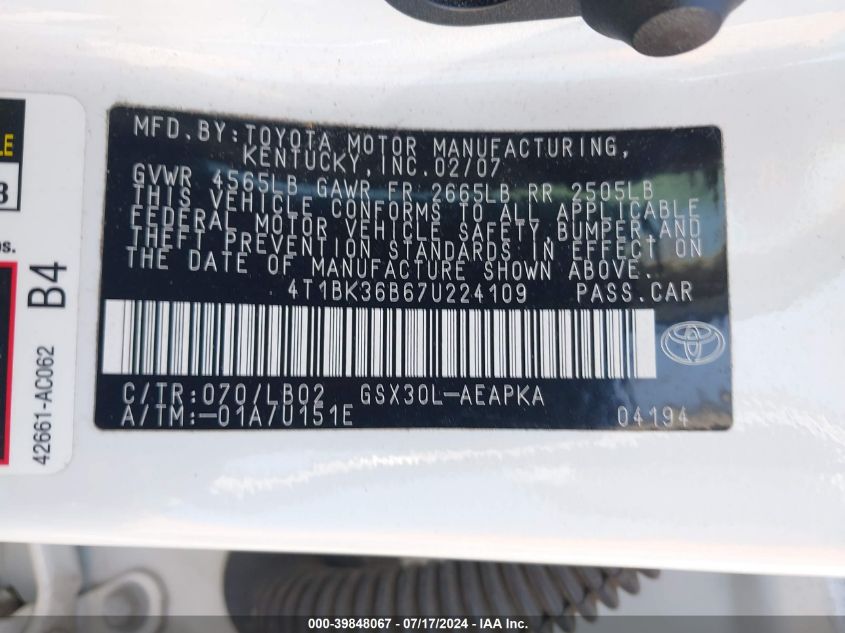 MFD.BY:TOYOTA MOTOR MANUFACTURING,
KENTUCKY, INC. 02/07
GVWR 4565LB GAWR FR 2665LB RR 2505LB
THIS VEHICLE CONFORMS TO ALL APPLICABLE
FEDERAL MOTOR VEHICLE SAFETY, BUMPER AND
THEFT PREVENTION STANDARDS IN EFFECT ON
THE DATE OF MANUFACTURE SHOWN ABOVE.
4T1BK36B67U224109 PASS.CAR
C/TR:070/LB02 GSX30L-AEAPKA
A/TM:-01A/U151E 04194
42661-AC062 B4
000-39848067 - 07/17/2024 - IAA Inc.